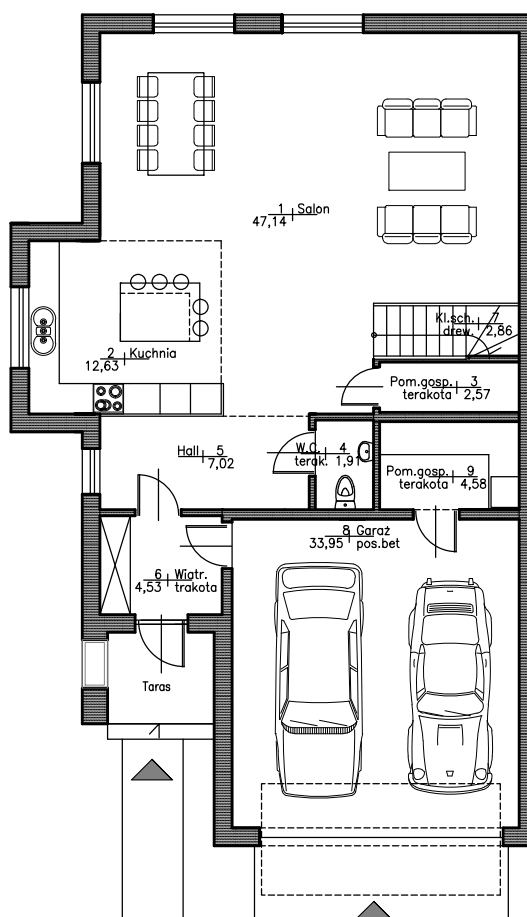 1 Salon
47,14
Kl.sch. 7
drew. 2,86
2 Kuchnia
12,63
Pom.gosp. 3
terakota 2,57
Hall 5
7,02
W.C. 4
terak. 1,91
Pom.gosp. 9
terakota 4,58
8 Garaż
33,95 pos.bet
6 Wiatr.
4,53 trakota
Taras